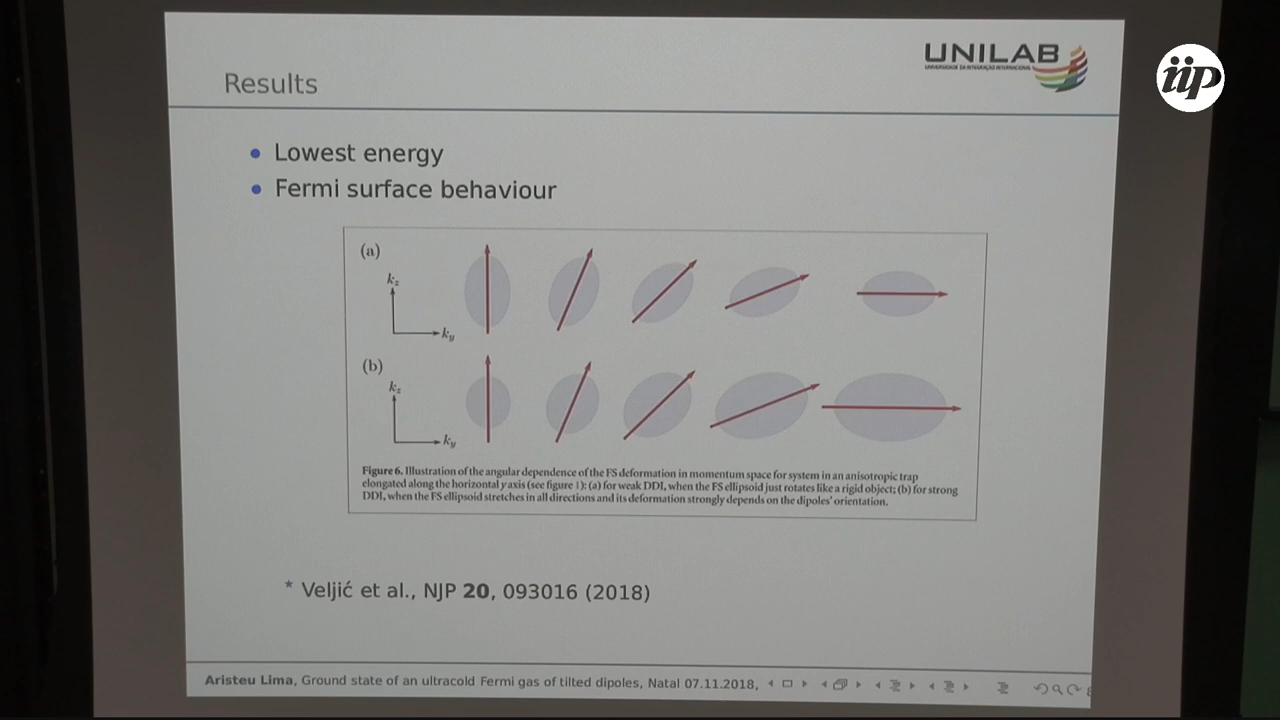 UNILAB
UNIVERSIDADE DA INTEGRAÇÃO INTERNACIONAL
iip
Results
• Lowest energy
• Fermi surface behaviour
(a)
k_z
k_y
(b)
k_z
k_y
Figure 6. Illustration of the angular dependence of the FS deformation in momentum space for system in an anisotropic trap
elongated along the horizontal y axis (see figure 1): (a) for weak DDI, when the FS ellipsoid just rotates like a rigid object; (b) for strong
DDI, when the FS ellipsoid stretches in all directions and its deformation strongly depends on the dipoles' orientation.
* Veljić et al., NJP 20, 093016 (2018)
Aristeu Lima, Ground state of an ultracold Fermi gas of tilted dipoles, Natal 07.11.2018,